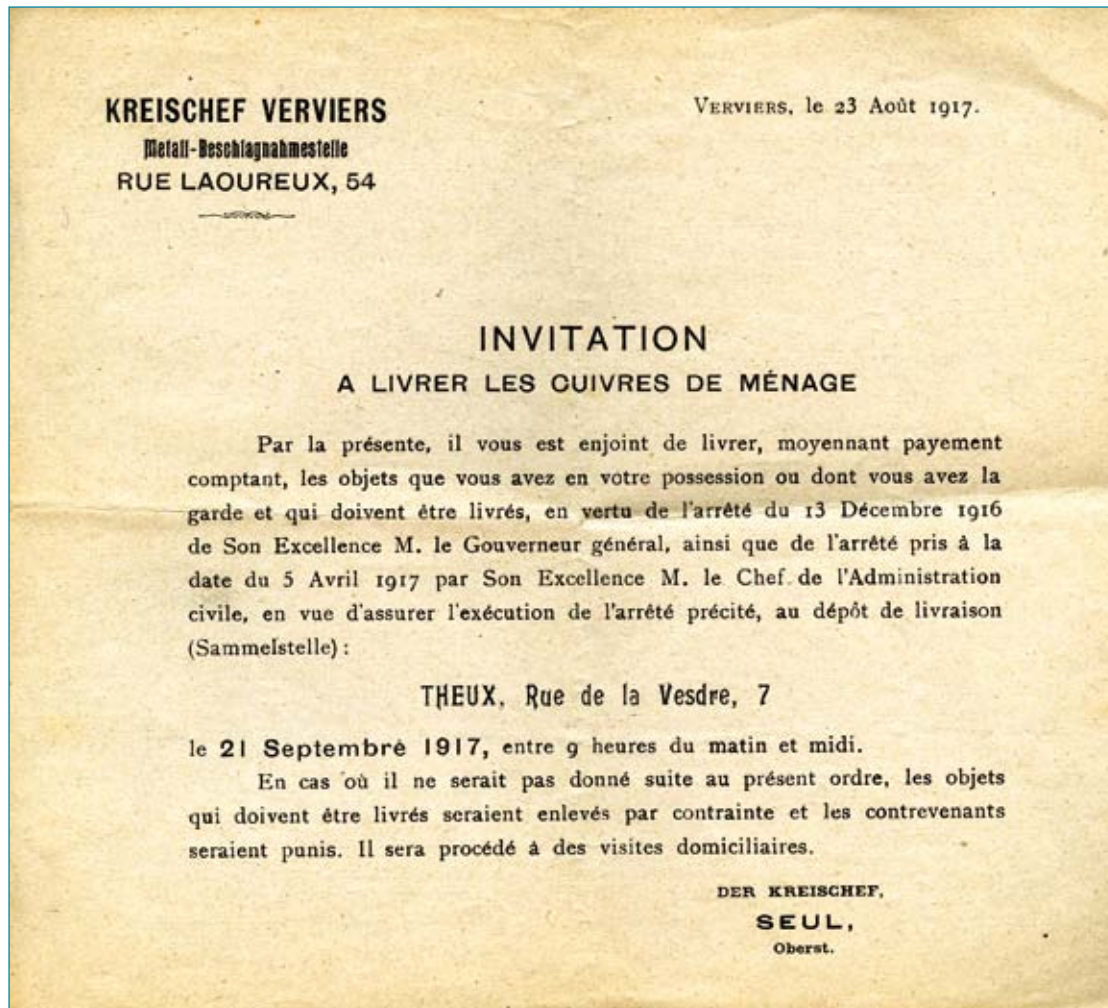 KREISCHEF VERVIERS
Metall-Beschlagnahmestelle
RUE LAOUREUX, 54
VERVIERS, le 23 Août 1917.
INVITATION
A LIVRER LES CUIVRES DE MÉNAGE
Par la présente, il vous est enjoint de livrer, moyennant payement
comptant, les objets que vous avez en votre possession ou dont vous avez la
garde et qui doivent être livrés, en vertu de l'arrêté du 13 Décembre 1916
de Son Excellence M. le Gouverneur général, ainsi que de l'arrêté pris à la
date du 5 Avril 1917 par Son Excellence M. le Chef de l'Administration
civile, en vue d'assurer l'exécution de l'arrêté précité, au dépôt de livraison
(Sammelstelle) :
THEUX, Rue de la Vesdre, 7
le 21 Septembre 1917, entre 9 heures du matin et midi.
En cas où il ne serait pas donné suite au présent ordre, les objets
qui doivent être livrés seraient enlevés par contrainte et les contrevenants
seraient punis. Il sera procédé à des visites domiciliaires.
DER KREISCHEF,
SEUL,
Oberst.